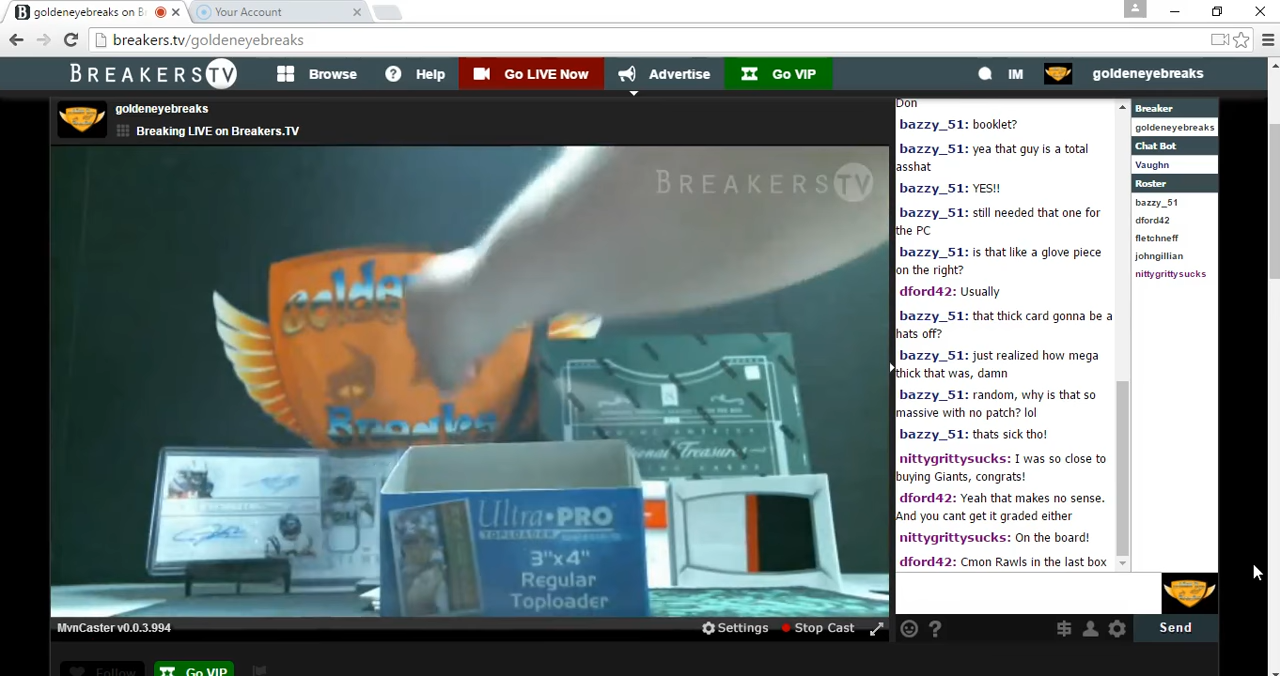 goldeneyebreaks on B
Your Account
breakers.tv/goldeneyebreaks
BREAKERSTV
Browse
Help
Go LIVE Now
Advertise
Go VIP
IM
goldeneyebreaks
goldeneyebreaks
Breaking LIVE on Breakers.TV
BREAKERSTV
Golde
Breaks
National Treasures
Ultra•PRO
TOPLOADER
3"x4"
Regular
Toploader
MvnCaster v0.0.3.994
Settings
Stop Cast
Follow
Go VIP
Don
bazzy_51: booklet?
bazzy_51: yea that guy is a total
asshat
bazzy_51: YES!!
bazzy_51: still needed that one for
the PC
bazzy_51: is that like a glove piece
on the right?
dford42: Usually
bazzy_51: that thick card gonna be a
hats off?
bazzy_51: just realized how mega
thick that was, damn
bazzy_51: random, why is that so
massive with no patch? lol
bazzy_51: thats sick tho!
nittygrittysucks: I was so close to
buying Giants, congrats!
dford42: Yeah that makes no sense.
And you cant get it graded either
nittygrittysucks: On the board!
dford42: Cmon Rawls in the last box
Send
Breaker
goldeneyebreaks
Chat Bot
Vaughn
Roster
bazzy_51
dford42
fletchneff
johngillian
nittygrittysucks